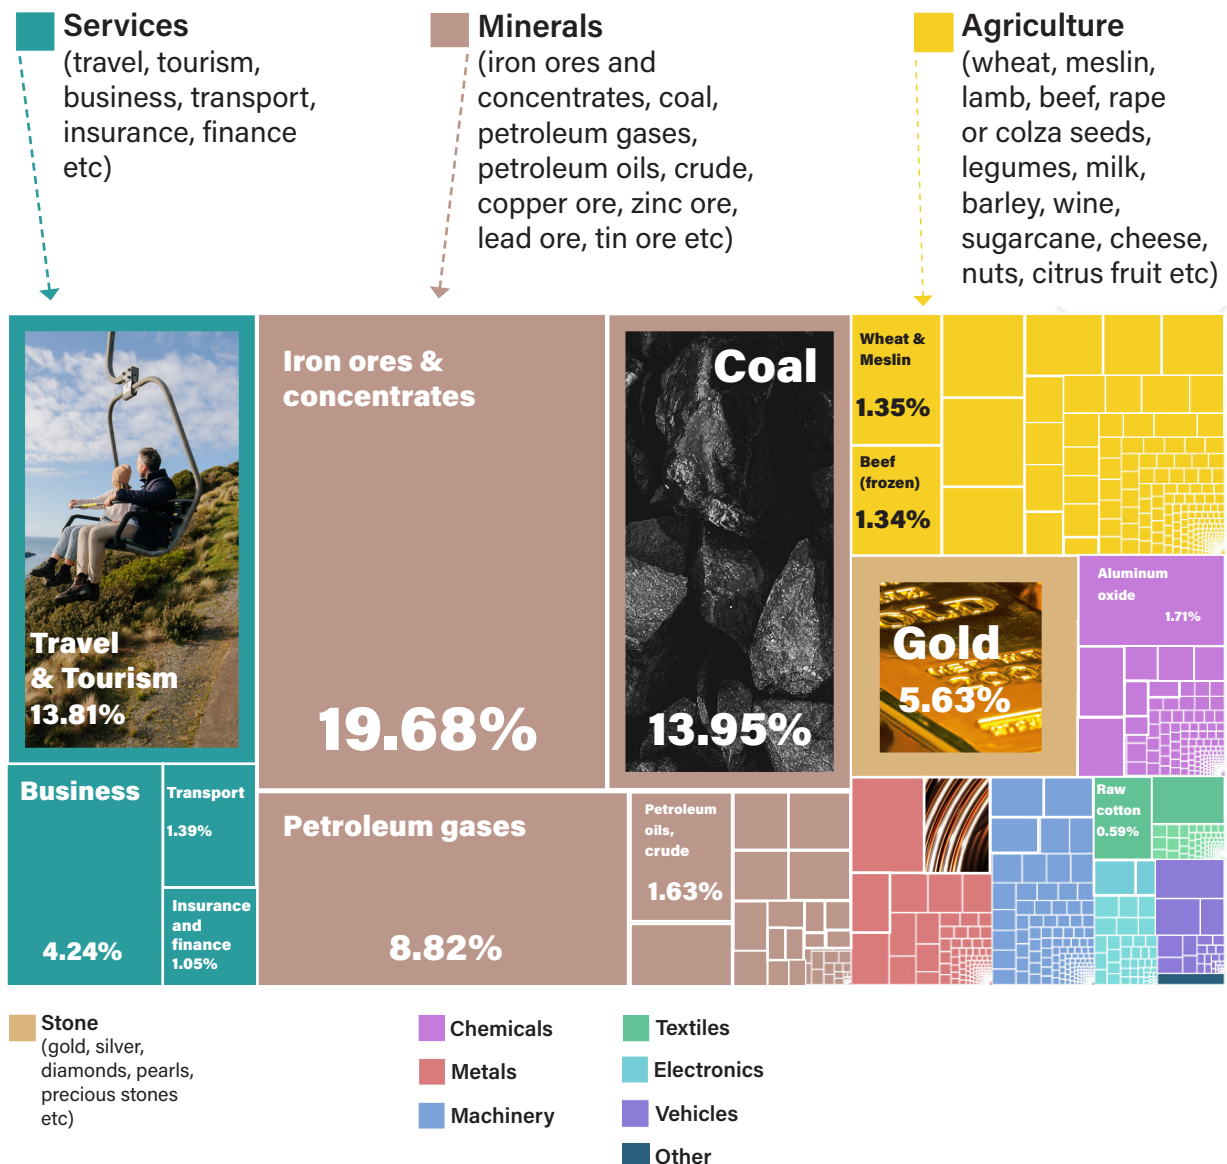 Services
(travel, tourism,
business, transport,
insurance, finance
etc)
Minerals
(iron ores and
concentrates, coal,
petroleum gases,
petroleum oils, crude,
copper ore, zinc ore,
lead ore, tin ore etc)
Agriculture
(wheat, meslin,
lamb, beef, rape
or colza seeds,
legumes, milk,
barley, wine,
sugarcane, cheese,
nuts, citrus fruit etc)
Travel
& Tourism
13.81%
Business
4.24%
Transport
1.39%
Insurance
and
finance
1.05%
Iron ores &
concentrates
19.68%
Coal
13.95%
Petroleum gases
8.82%
Petroleum
oils,
crude
1.63%
Wheat &
Meslin
1.35%
Beef
(frozen)
1.34%
Gold
5.63%
Aluminum
oxide
1.71%
Raw
cotton
0.59%
Stone
(gold, silver,
diamonds, pearls,
precious stones
etc)
Chemicals
Metals
Machinery
Textiles
Electronics
Vehicles
Other